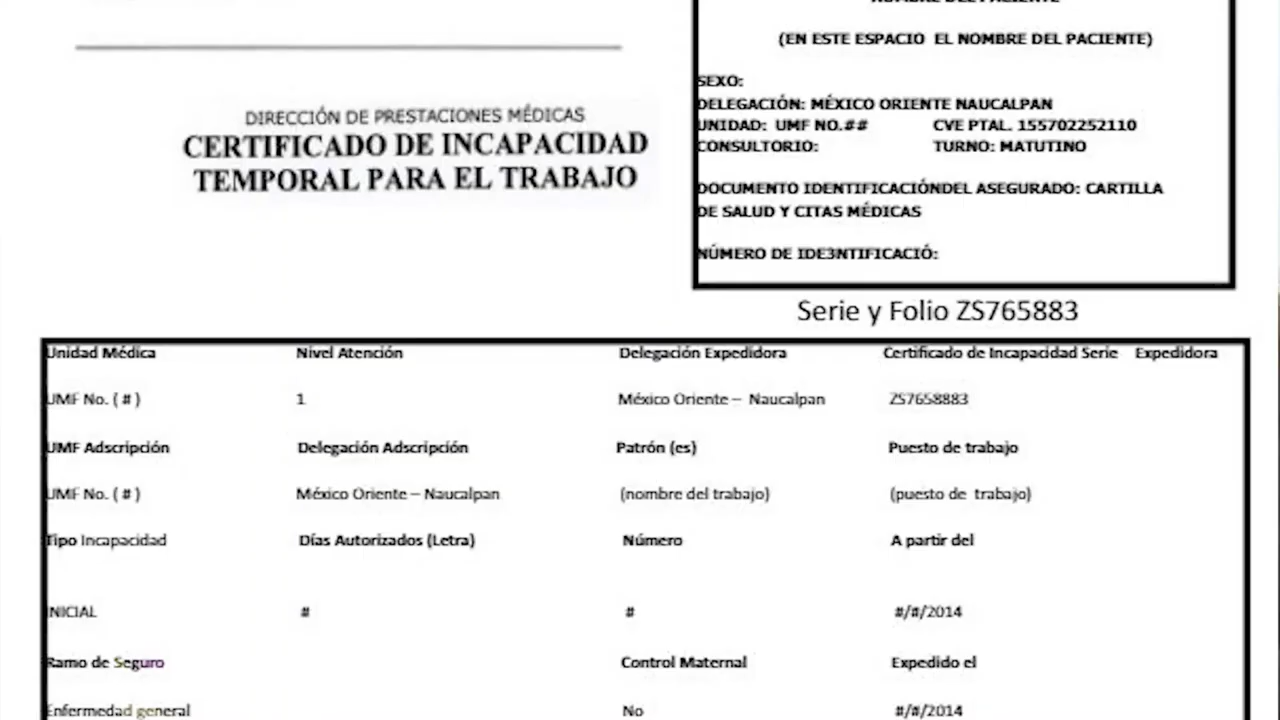 NOMBRE DEL PACIENTE
(EN ESTE ESPACIO EL NOMBRE DEL PACIENTE)
SEXO:
DELEGACIÓN: MÉXICO ORIENTE NAUCALPAN
UNIDAD: UMF NO.## CVE PTAL. 155702252110
CONSULTORIO: TURNO: MATUTINO
DOCUMENTO IDENTIFICACIÓNDEL ASEGURADO: CARTILLA
DE SALUD Y CITAS MÉDICAS
NÚMERO DE IDE3NTIFICACIÓ:
DIRECCIÓN DE PRESTACIONES MÉDICAS
CERTIFICADO DE INCAPACIDAD
TEMPORAL PARA EL TRABAJO
Serie y Folio ZS765883
Unidad Médica Nivel Atención Delegación Expedidora Certificado de Incapacidad Serie Expedidora
UMF No. ( # ) 1 México Oriente – Naucalpan ZS7658883
UMF Adscripción Delegación Adscripción Patrón (es) Puesto de trabajo
UMF No. ( # ) México Oriente – Naucalpan (nombre del trabajo) (puesto de trabajo)
Tipo Incapacidad Días Autorizados (Letra) Número A partir del
INICIAL # # #/#/2014
Ramo de Seguro Control Maternal Expedido el
Enfermedad general No #/#/2014